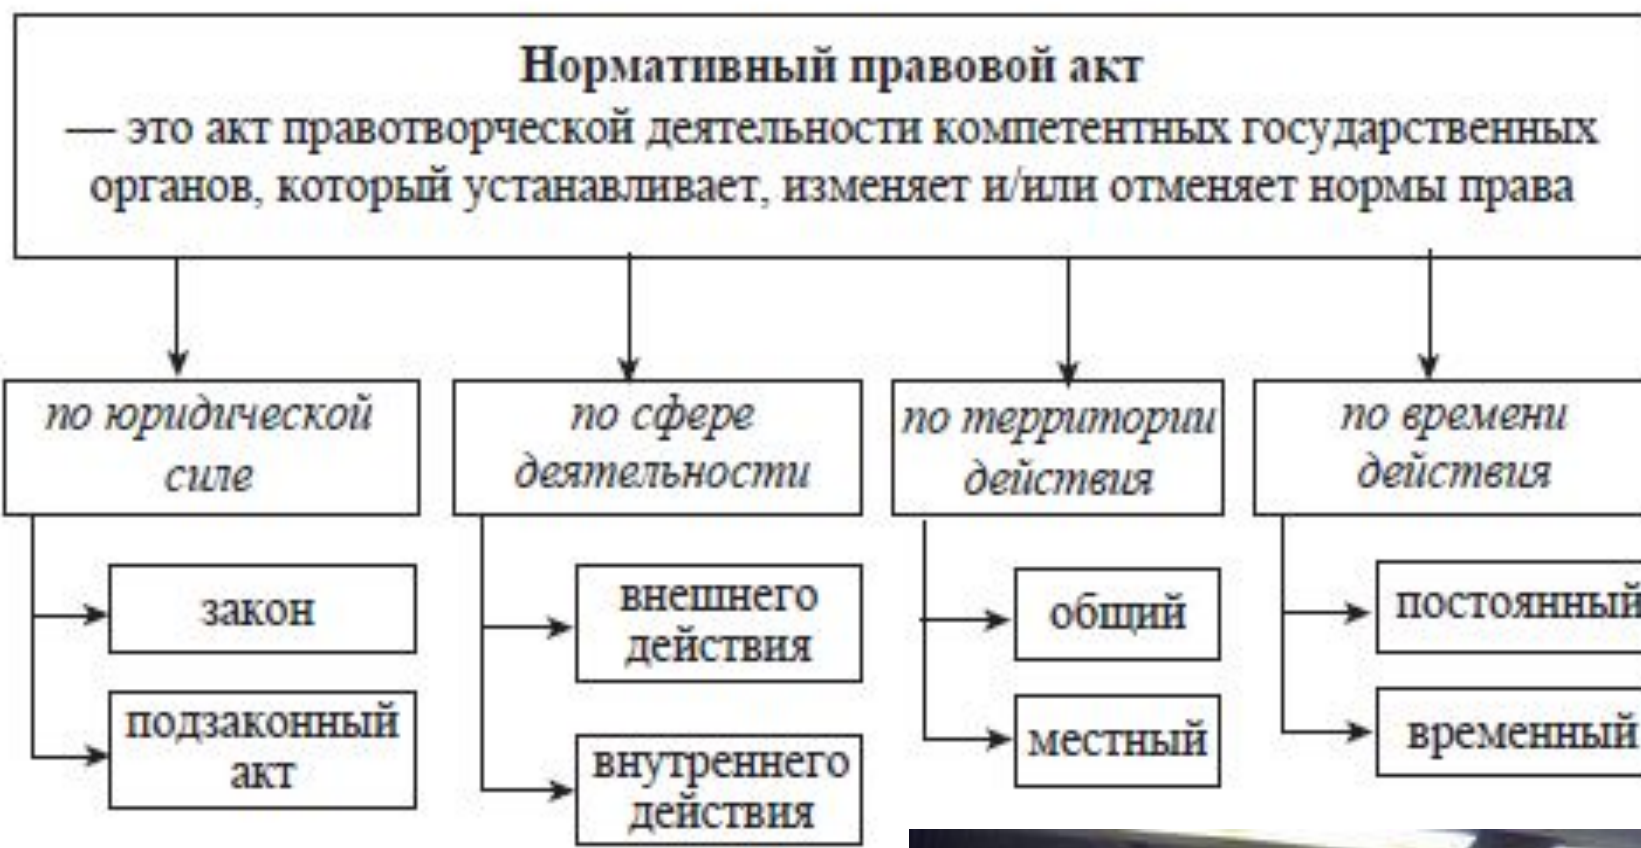 Нормативный правовой акт
— это акт правотворческой деятельности компетентных государственных
органов, который устанавливает, изменяет и/или отменяет нормы права
по юридической
силе
закон
подзаконный
акт
по сфере
деятельности
внешнего
действия
внутреннего
действия
по территории
действия
общий
местный
по времени
действия
постоянный
временный